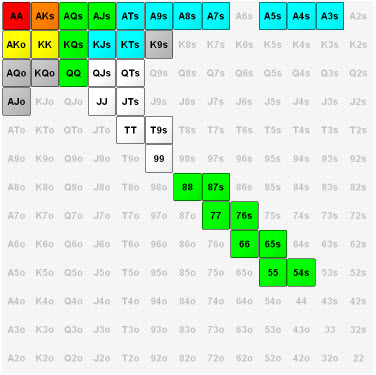 AA AKs AQs AJs ATs A9s A8s A7s A6s A5s A4s A3s A2s
AKo KK KQs KJs KTs K9s K8s K7s K6s K5s K4s K3s K2s
AQo KQo QQ QJs QTs Q9s Q8s Q7s Q6s Q5s Q4s Q3s Q2s
AJo KJo QJo JJ JTs J9s J8s J7s J6s J5s J4s J3s J2s
ATo KTo QTo JTo TT T9s T8s T7s T6s T5s T4s T3s T2s
A9o K9o Q9o J9o T9o 99 98s 97s 96s 95s 94s 93s 92s
A8o K8o Q8o J8o T8o 98o 88 87s 86s 85s 84s 83s 82s
A7o K7o Q7o J7o T7o 97o 87o 77 76s 75s 74s 73s 72s
A6o K6o Q6o J6o T6o 96o 86o 76o 66 65s 64s 63s 62s
A5o K5o Q5o J5o T5o 95o 85o 75o 65o 55 54s 53s 52s
A4o K4o Q4o J4o T4o 94o 84o 74o 64o 54o 44 43s 42s
A3o K3o Q3o J3o T3o 93o 83o 73o 63o 53o 43o 33 32s
A2o K2o Q2o J2o T2o 92o 82o 72o 62o 52o 42o 32o 22